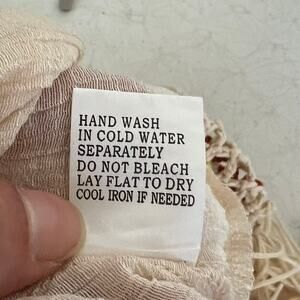 HAND WASH
IN COLD WATER
SEPARATELY
DO NOT BLEACH
LAY FLAT TO DRY
COOL IRON IF NEEDED